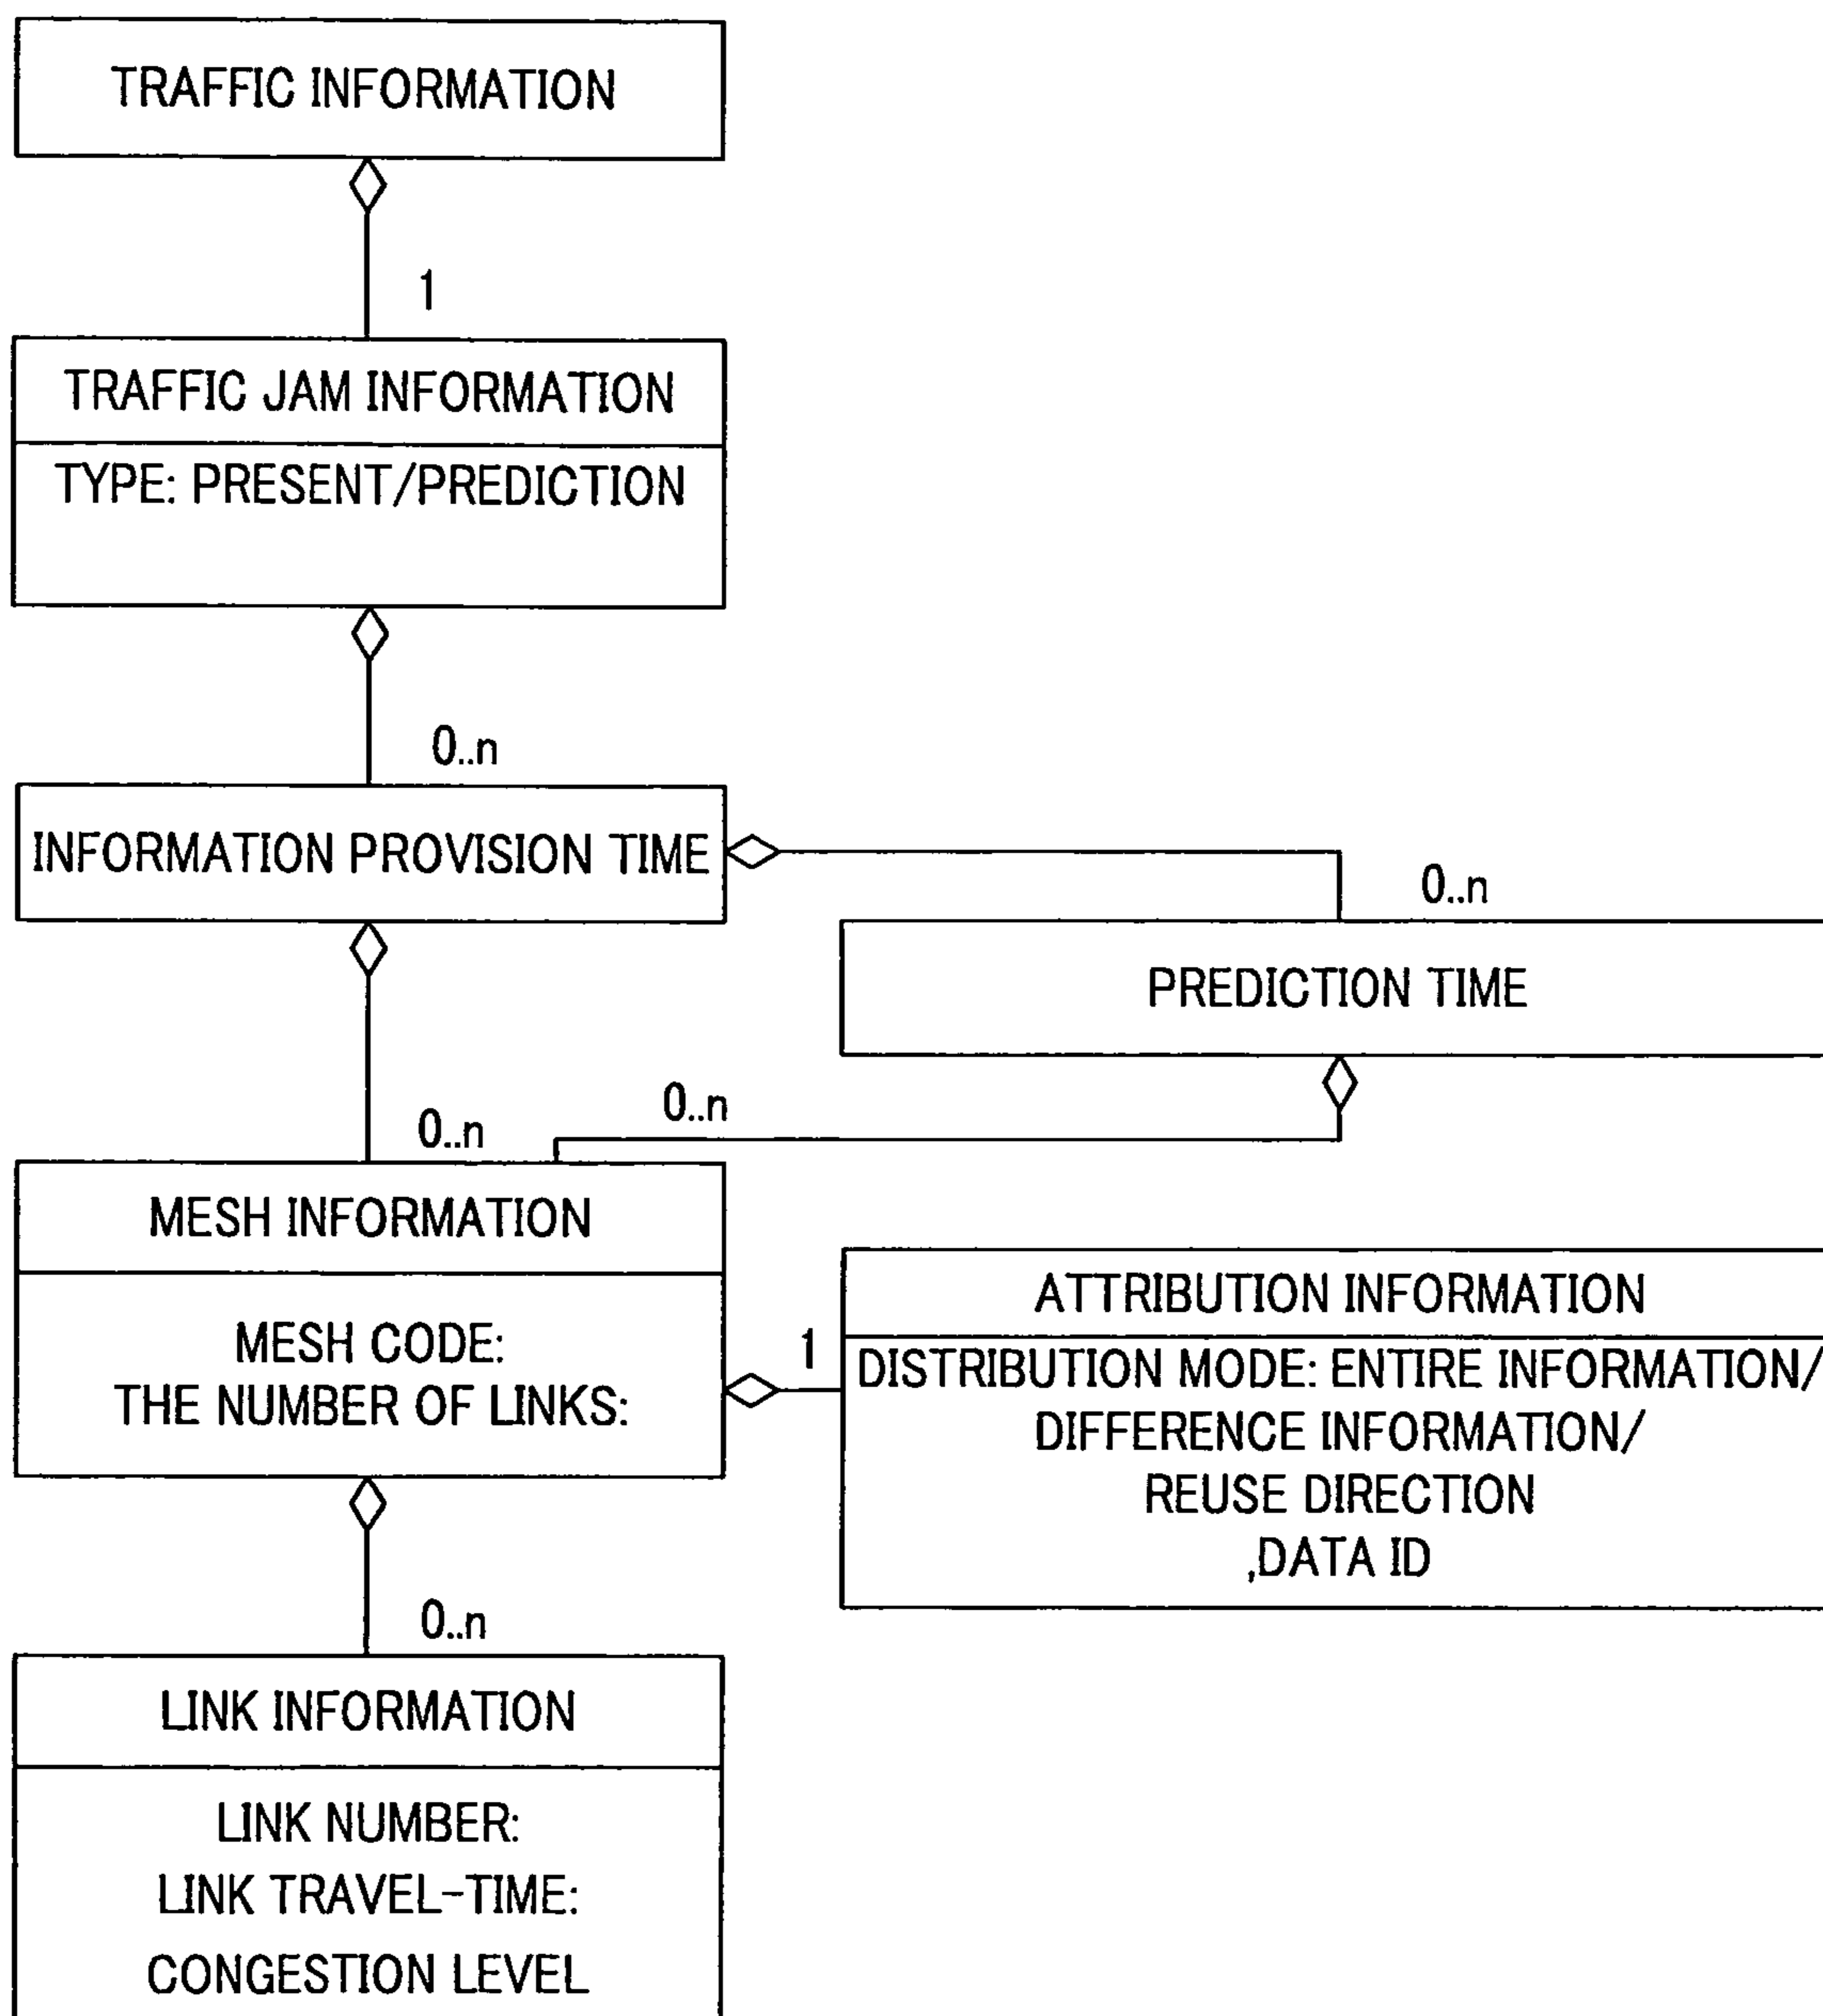 TRAFFIC INFORMATION
1
TRAFFIC JAM INFORMATION
TYPE: PRESENT/PREDICTION
0..n
INFORMATION PROVISION TIME
0..n
PREDICTION TIME
0..n
0..n
MESH INFORMATION
MESH CODE:
THE NUMBER OF LINKS:
1
ATTRIBUTION INFORMATION
DISTRIBUTION MODE: ENTIRE INFORMATION/
DIFFERENCE INFORMATION/
REUSE DIRECTION
,DATA ID
0..n
LINK INFORMATION
LINK NUMBER:
LINK TRAVEL-TIME:
CONGESTION LEVEL